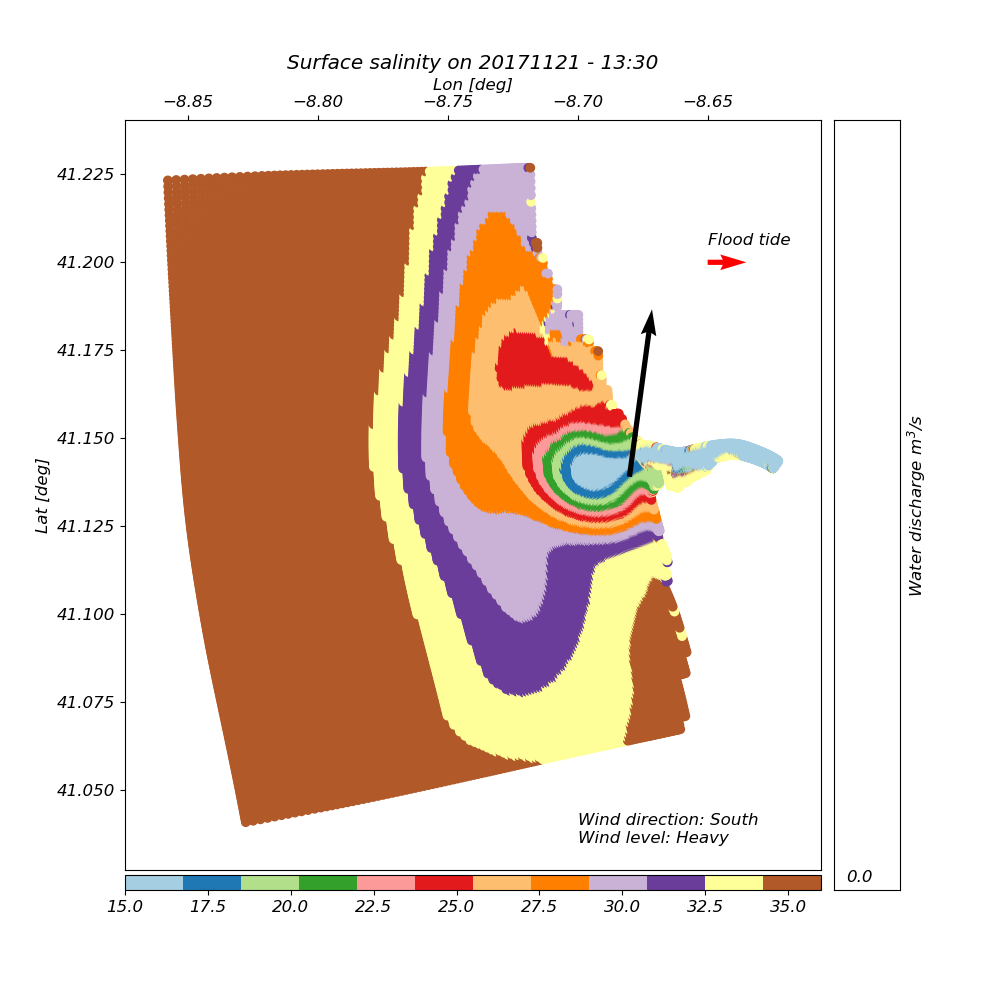 Surface salinity on 20171121 - 13:30
Lon [deg]
−8.85 −8.80 −8.75 −8.70 −8.65
41.225
41.200
41.175
41.150
41.125
41.100
41.075
41.050
Lat [deg]
Flood tide
Wind direction: South
Wind level: Heavy
15.0 17.5 20.0 22.5 25.0 27.5 30.0 32.5 35.0
0.0
Water discharge m³/s